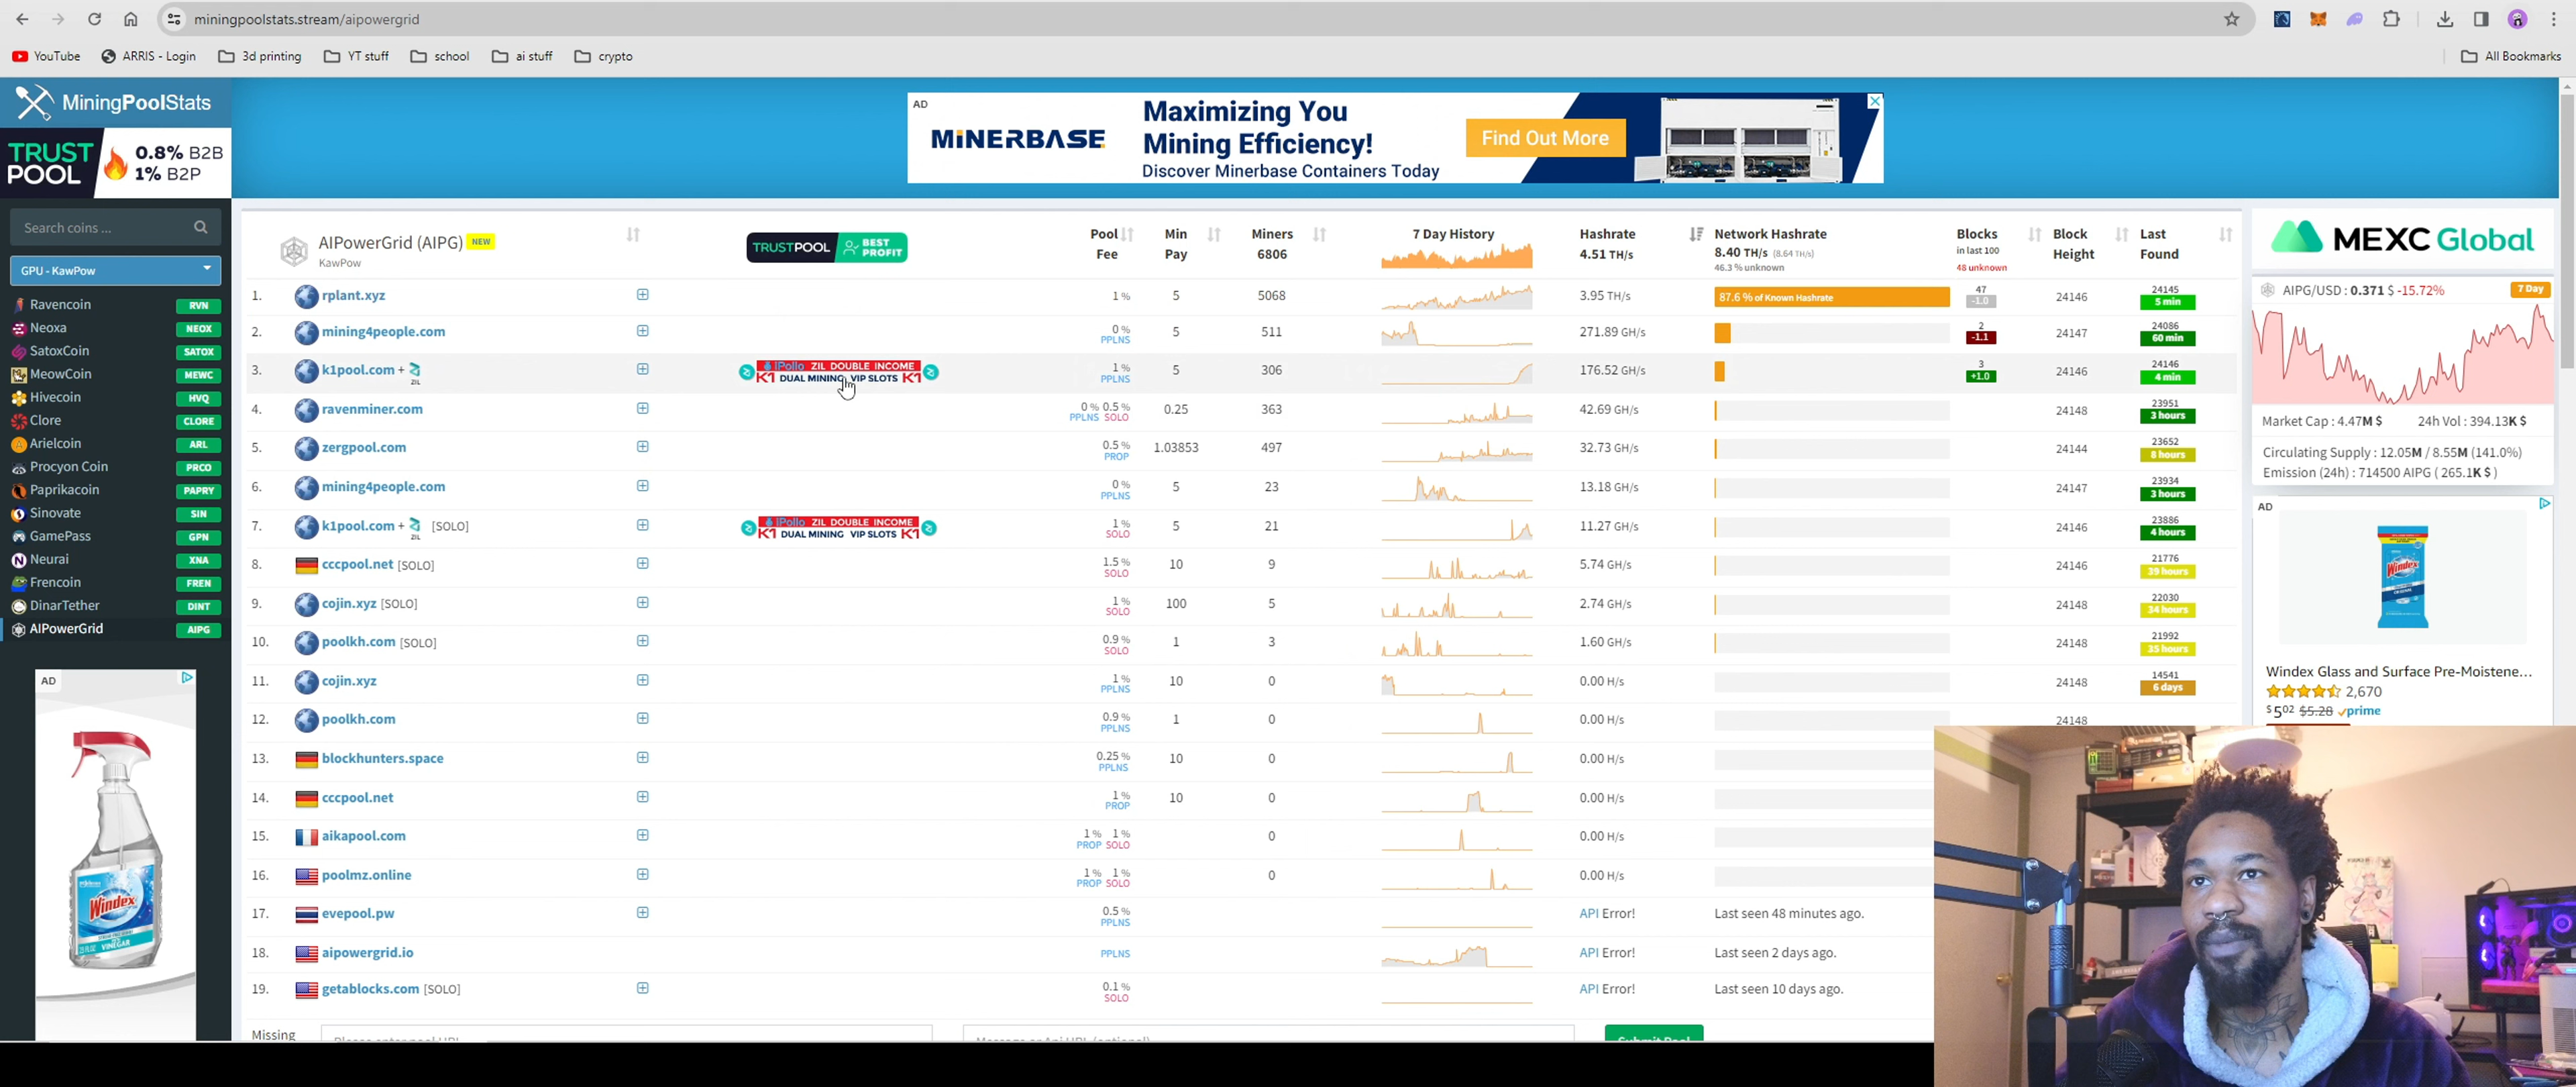 miningpoolstats.stream/aipowergrid
YouTube ARRIS - Login 3d printing YT stuff school ai stuff crypto All Bookmarks
MiningPoolStats
TRUST POOL 0.8% B2B
1% B2P
AD
MINERBASE
Maximizing You
Mining Efficiency!
Discover Minerbase Containers Today
Find Out More
Search coins ...
GPU - KawPow
Ravencoin RVN
Neoxa NEOX
SatoxCoin SATOX
MeowCoin MEWC
Hivecoin HVQ
Clore CLORE
Arielcoin ARL
Procyon Coin PRCO
Paprikacoin PAPRY
Sinovate SIN
GamePass GPN
Neurai XNA
Frencoin FREN
DinarTether DINT
AIPowerGrid AIPG
AD
Windex
VINEGAR
AIPowerGrid (AIPG) NEW
KawPow
TRUSTPOOL BEST PROFIT
Pool Fee Min Pay Miners 6806 7 Day History Hashrate 4.51 TH/s Network Hashrate 8.40 TH/s (8.64 TH/s) 46.3 % unknown Blocks in last 100 48 unknown Block Height Last Found
1. rplant.xyz 1 % 5 5068 3.95 TH/s 87.6 % of Known Hashrate 47 -1.0 24146 24145 5 min
2. mining4people.com 0 % PPLNS 5 511 271.89 GH/s 2 -1.1 24147 24086 60 min
3. k1pool.com + ZIL iPollo ZIL DOUBLE INCOME K1 DUAL MINING VIP SLOTS K1 1 % PPLNS 5 306 176.52 GH/s 3 +1.0 24146 24146 4 min
4. ravenminer.com 0 % 0.5 % PPLNS SOLO 0.25 363 42.69 GH/s 24148 23951 3 hours
5. zergpool.com 0.5 % PROP 1.03853 497 32.73 GH/s 24144 23652 8 hours
6. mining4people.com 0 % PPLNS 5 23 13.18 GH/s 24147 23934 3 hours
7. k1pool.com + ZIL [SOLO] iPollo ZIL DOUBLE INCOME K1 DUAL MINING VIP SLOTS K1 1 % SOLO 5 21 11.27 GH/s 24146 23886 4 hours
8. cccpool.net [SOLO] 1.5 % SOLO 10 9 5.74 GH/s 24146 21776 39 hours
9. cojin.xyz [SOLO] 1 % SOLO 100 5 2.74 GH/s 24148 22030 34 hours
10. poolkh.com [SOLO] 0.9 % SOLO 1 3 1.60 GH/s 24148 21992 35 hours
11. cojin.xyz 1 % PPLNS 10 0 0.00 H/s 24148 14541 6 days
12. poolkh.com 0.9 % PPLNS 1 0 0.00 H/s 24148
13. blockhunters.space 0.25 % PPLNS 10 0 0.00 H/s
14. cccpool.net 1 % PROP 10 0 0.00 H/s
15. aikapool.com 1 % 1 % PROP SOLO 0 0.00 H/s
16. poolmz.online 1 % 1 % PROP SOLO 0 0.00 H/s
17. evepool.pw 0.5 % PPLNS API Error! Last seen 48 minutes ago.
18. aipowergrid.io PPLNS API Error! Last seen 2 days ago.
19. getablocks.com [SOLO] 0.1 % SOLO API Error! Last seen 10 days ago.
Missing
Submit Pool
MEXC Global
AIPG/USD : 0.371 $ -15.72% 7 Day
Market Cap : 4.47M $ 24h Vol : 394.13K $
Circulating Supply : 12.05M / 8.55M (141.0%)
Emission (24h) : 714500 AIPG ( 265.1K $ )
AD
Windex
Windex Glass and Surface Pre-Moistene...
2,670
$5 02 $5.28 prime